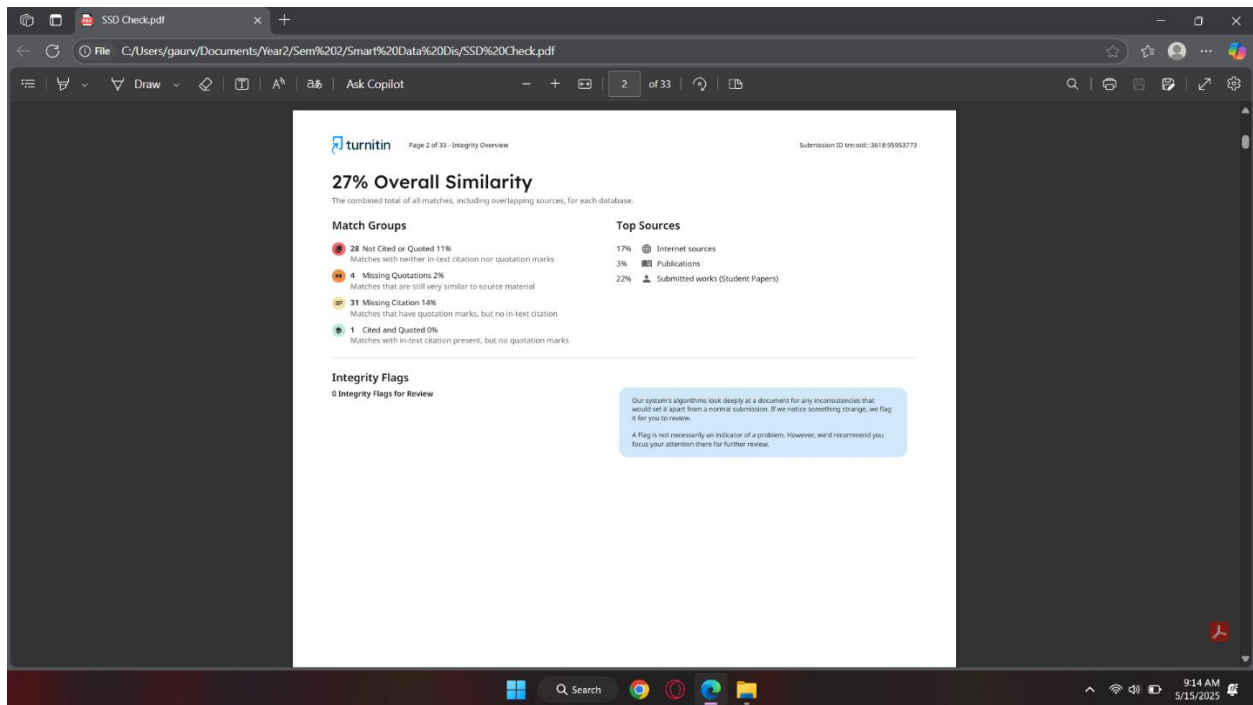 SSD Check.pdf
File C:/Users/gaurv/Documents/Year2/Sem%202/Smart%20Data%20Dis/SSD%20Check.pdf
Draw Ask Copilot 2 of 33
turnitin Page 2 of 33 - Integrity Overview Submission ID trn:oid:::3618:95953773
27% Overall Similarity
The combined total of all matches, including overlapping sources, for each database.
Match Groups
28 Not Cited or Quoted 11%
Matches with neither in-text citation nor quotation marks
4 Missing Quotations 2%
Matches that are still very similar to source material
31 Missing Citation 14%
Matches that have quotation marks, but no in-text citation
1 Cited and Quoted 0%
Matches with in-text citation present, but no quotation marks
Top Sources
17% Internet sources
3% Publications
22% Submitted works (Student Papers)
Integrity Flags
0 Integrity Flags for Review
Our system's algorithms look deeply at a document for any inconsistencies that
would set it apart from a normal submission. If we notice something strange, we flag
it for you to review.
A Flag is not necessarily an indicator of a problem. However, we'd recommend you
focus your attention there for further review.
Search
9:14 AM
5/15/2025